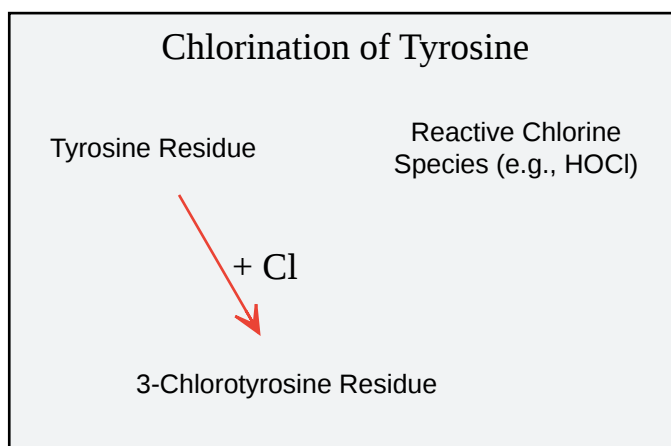 Chlorination of Tyrosine
Tyrosine Residue
Reactive Chlorine
Species (e.g., HOCl)
+ Cl
3-Chlorotyrosine Residue